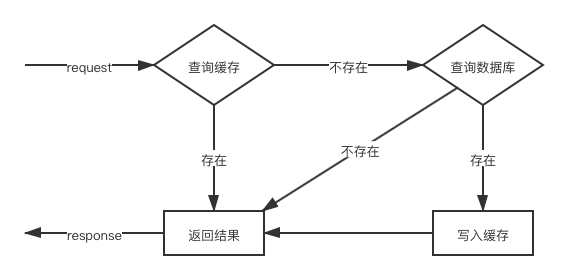 request
查询缓存
不存在
查询数据库
存在
不存在
存在
response
返回结果
写入缓存